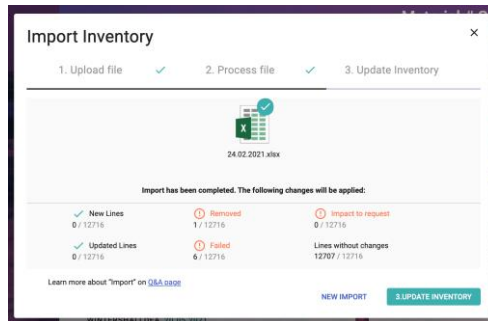 Import Inventory
×
1. Upload file
2. Process file
3. Update Inventory
24.02.2021.xlsx
Import has been completed. The following changes will be applied:
New Lines
0 / 12716
Removed
1 / 12716
Impact to request
0 / 12716
Updated Lines
0 / 12716
Failed
6 / 12716
Lines without changes
12707 / 12716
Learn more about "Import" on Q&A page
NEW IMPORT
3.UPDATE INVENTORY